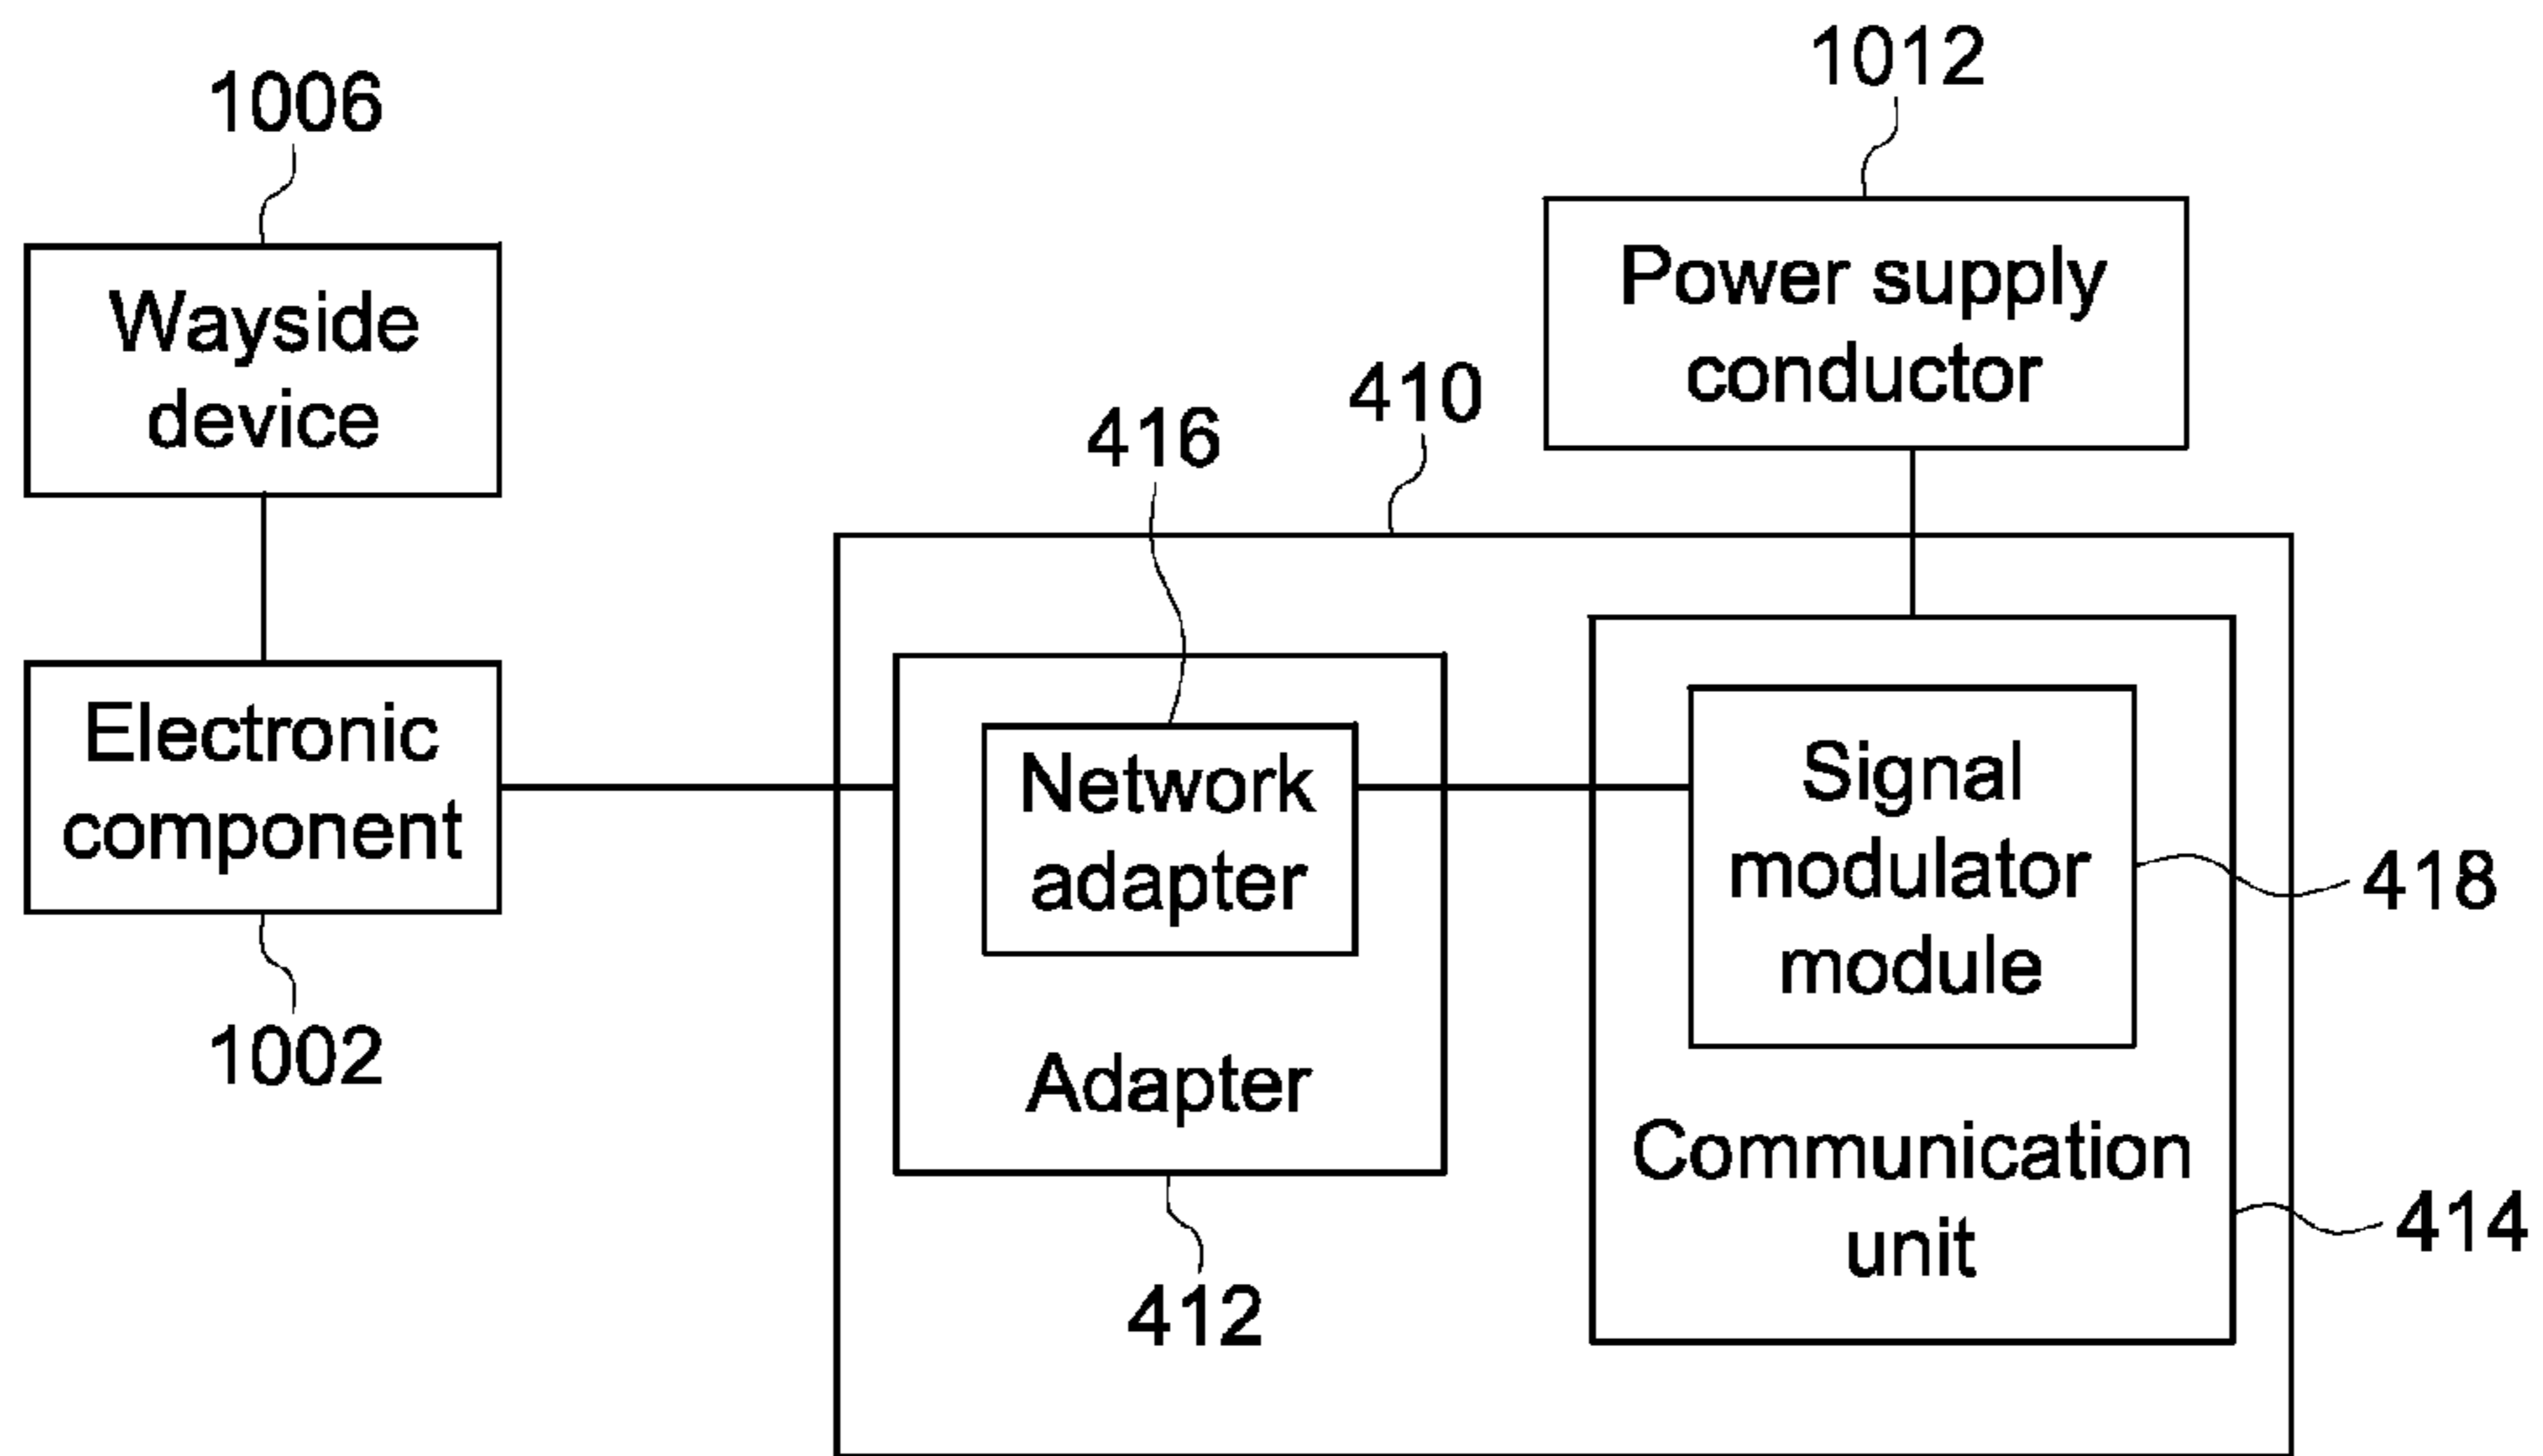 1012
1006
Wayside
device
Power supply
conductor
410
416
Electronic
component
Network
adapter
Signal
modulator
module
418
1002
Adapter
Communication
unit
414
412